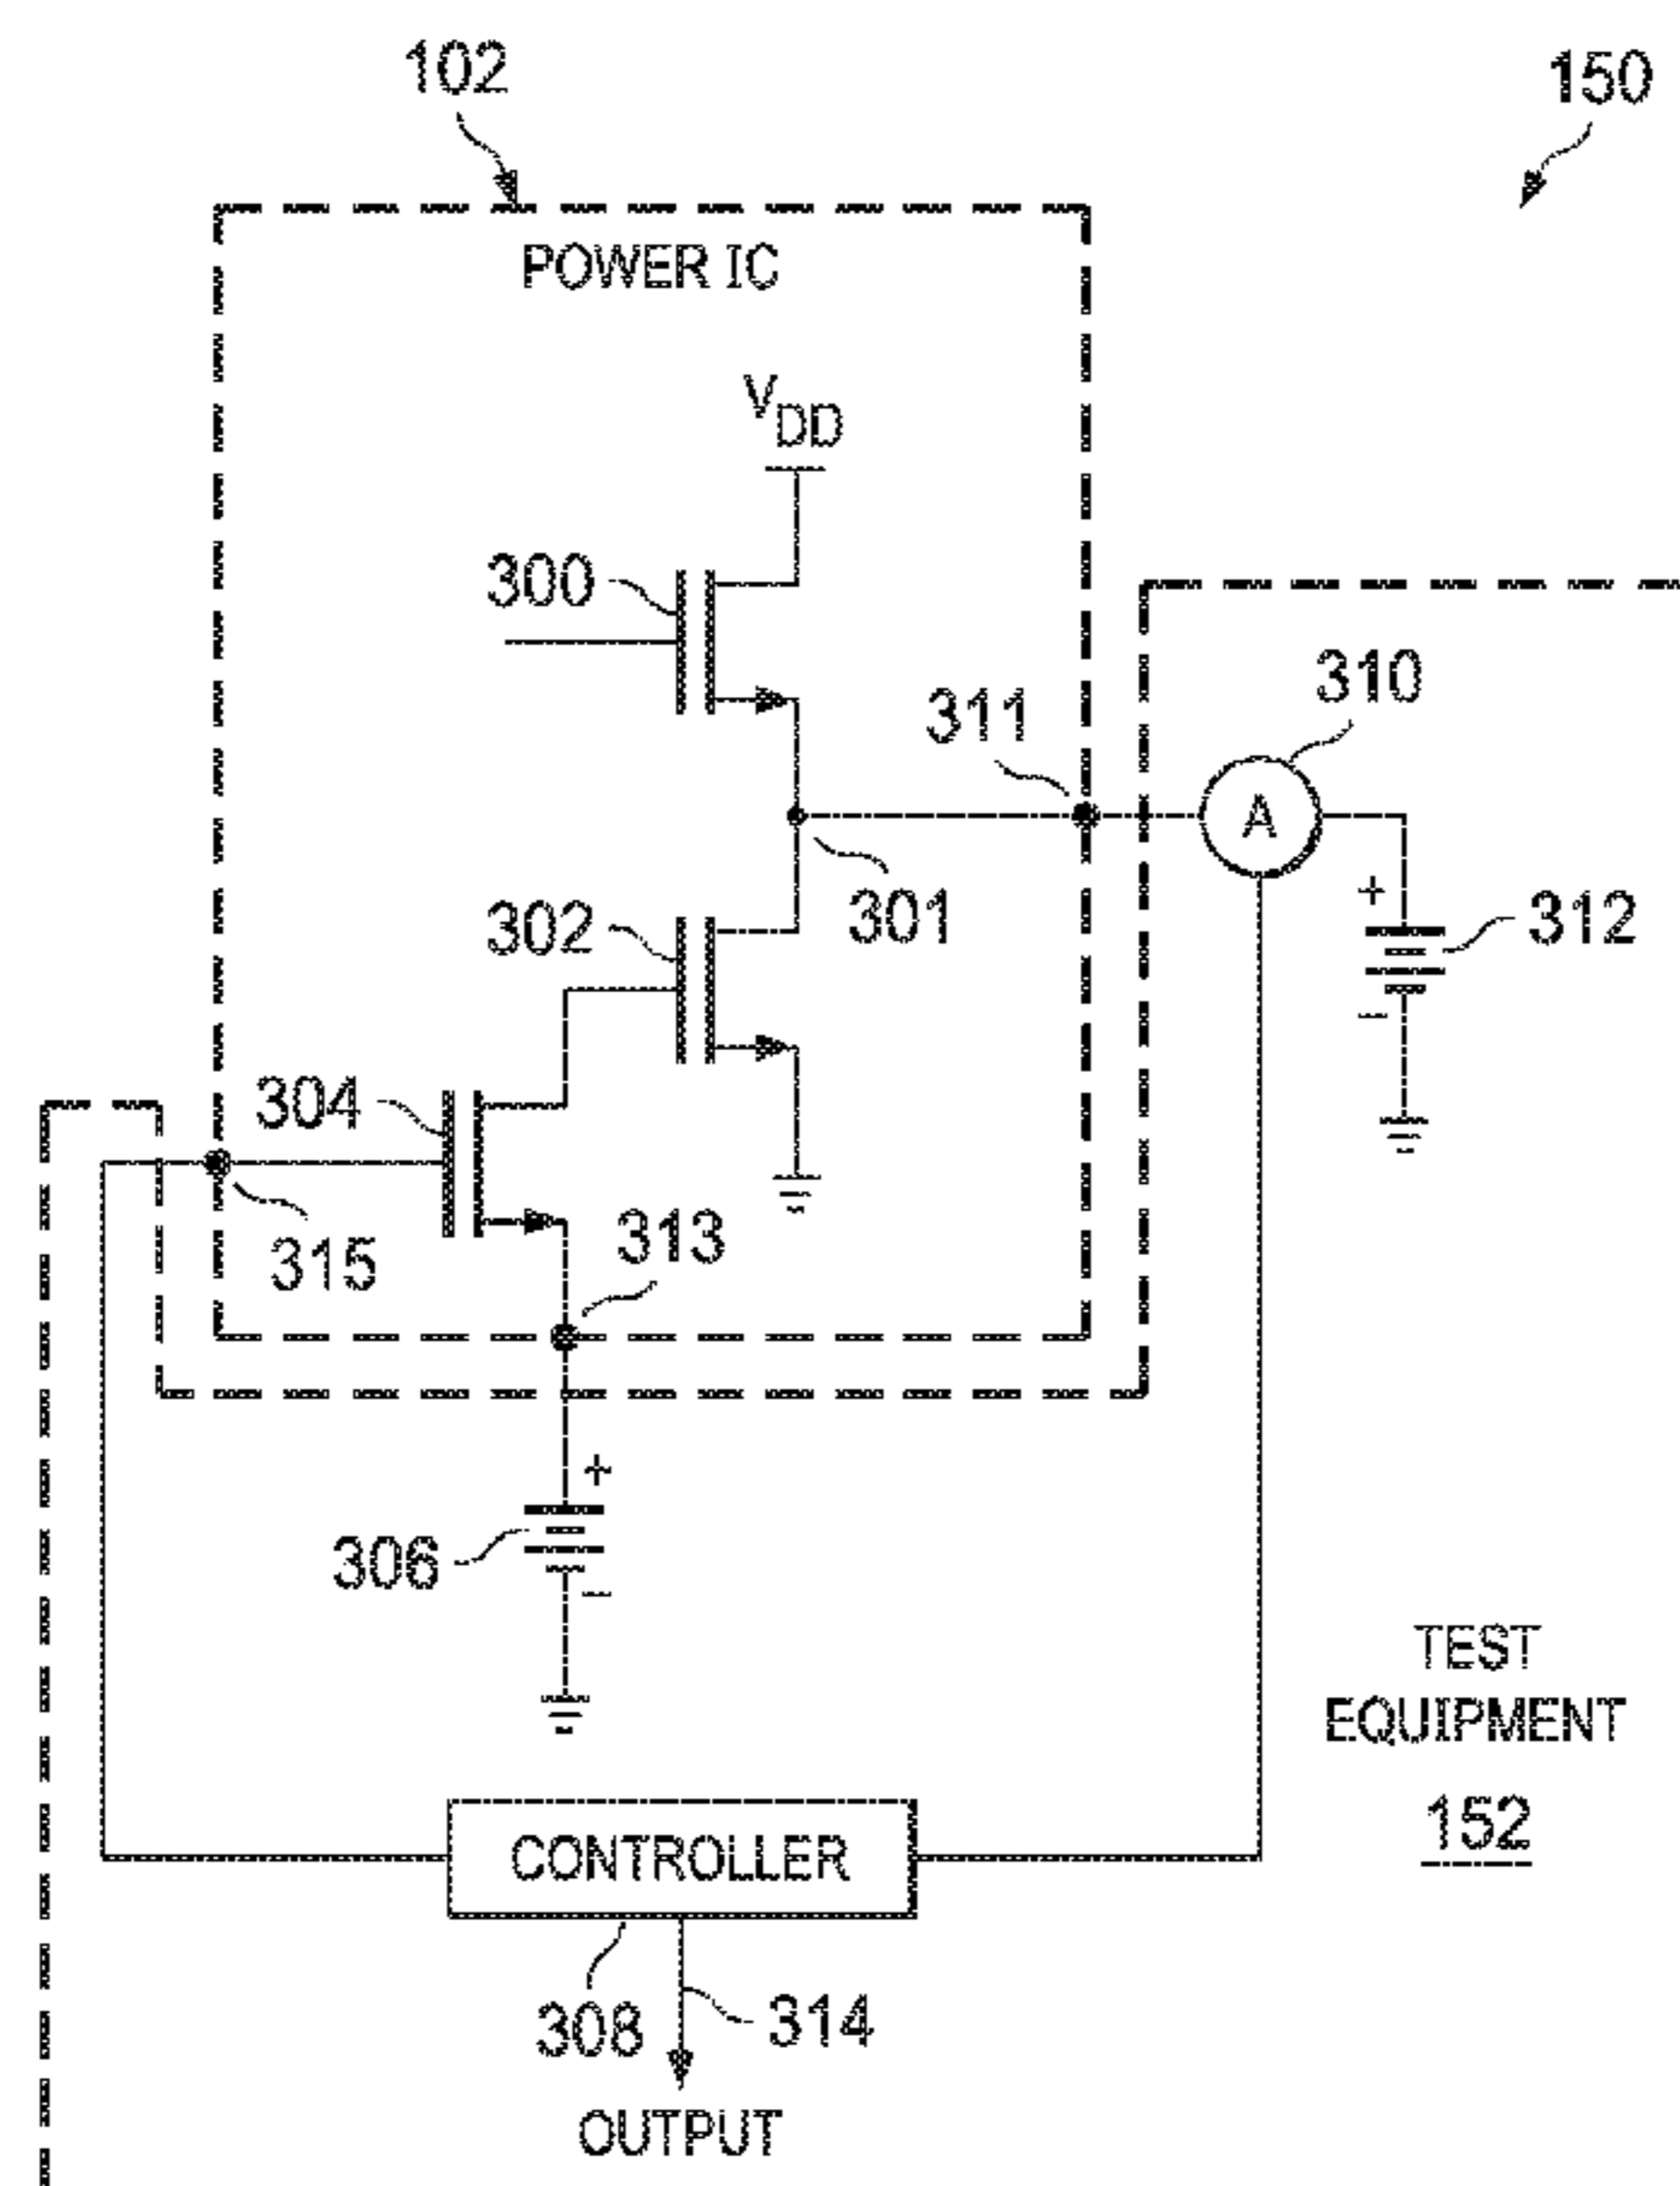 102
150
POWER IC
VDD
300
310
311
A
302
301
+
312
−
304
315
313
+
306
−
TEST
EQUIPMENT
152
CONTROLLER
308
314
OUTPUT